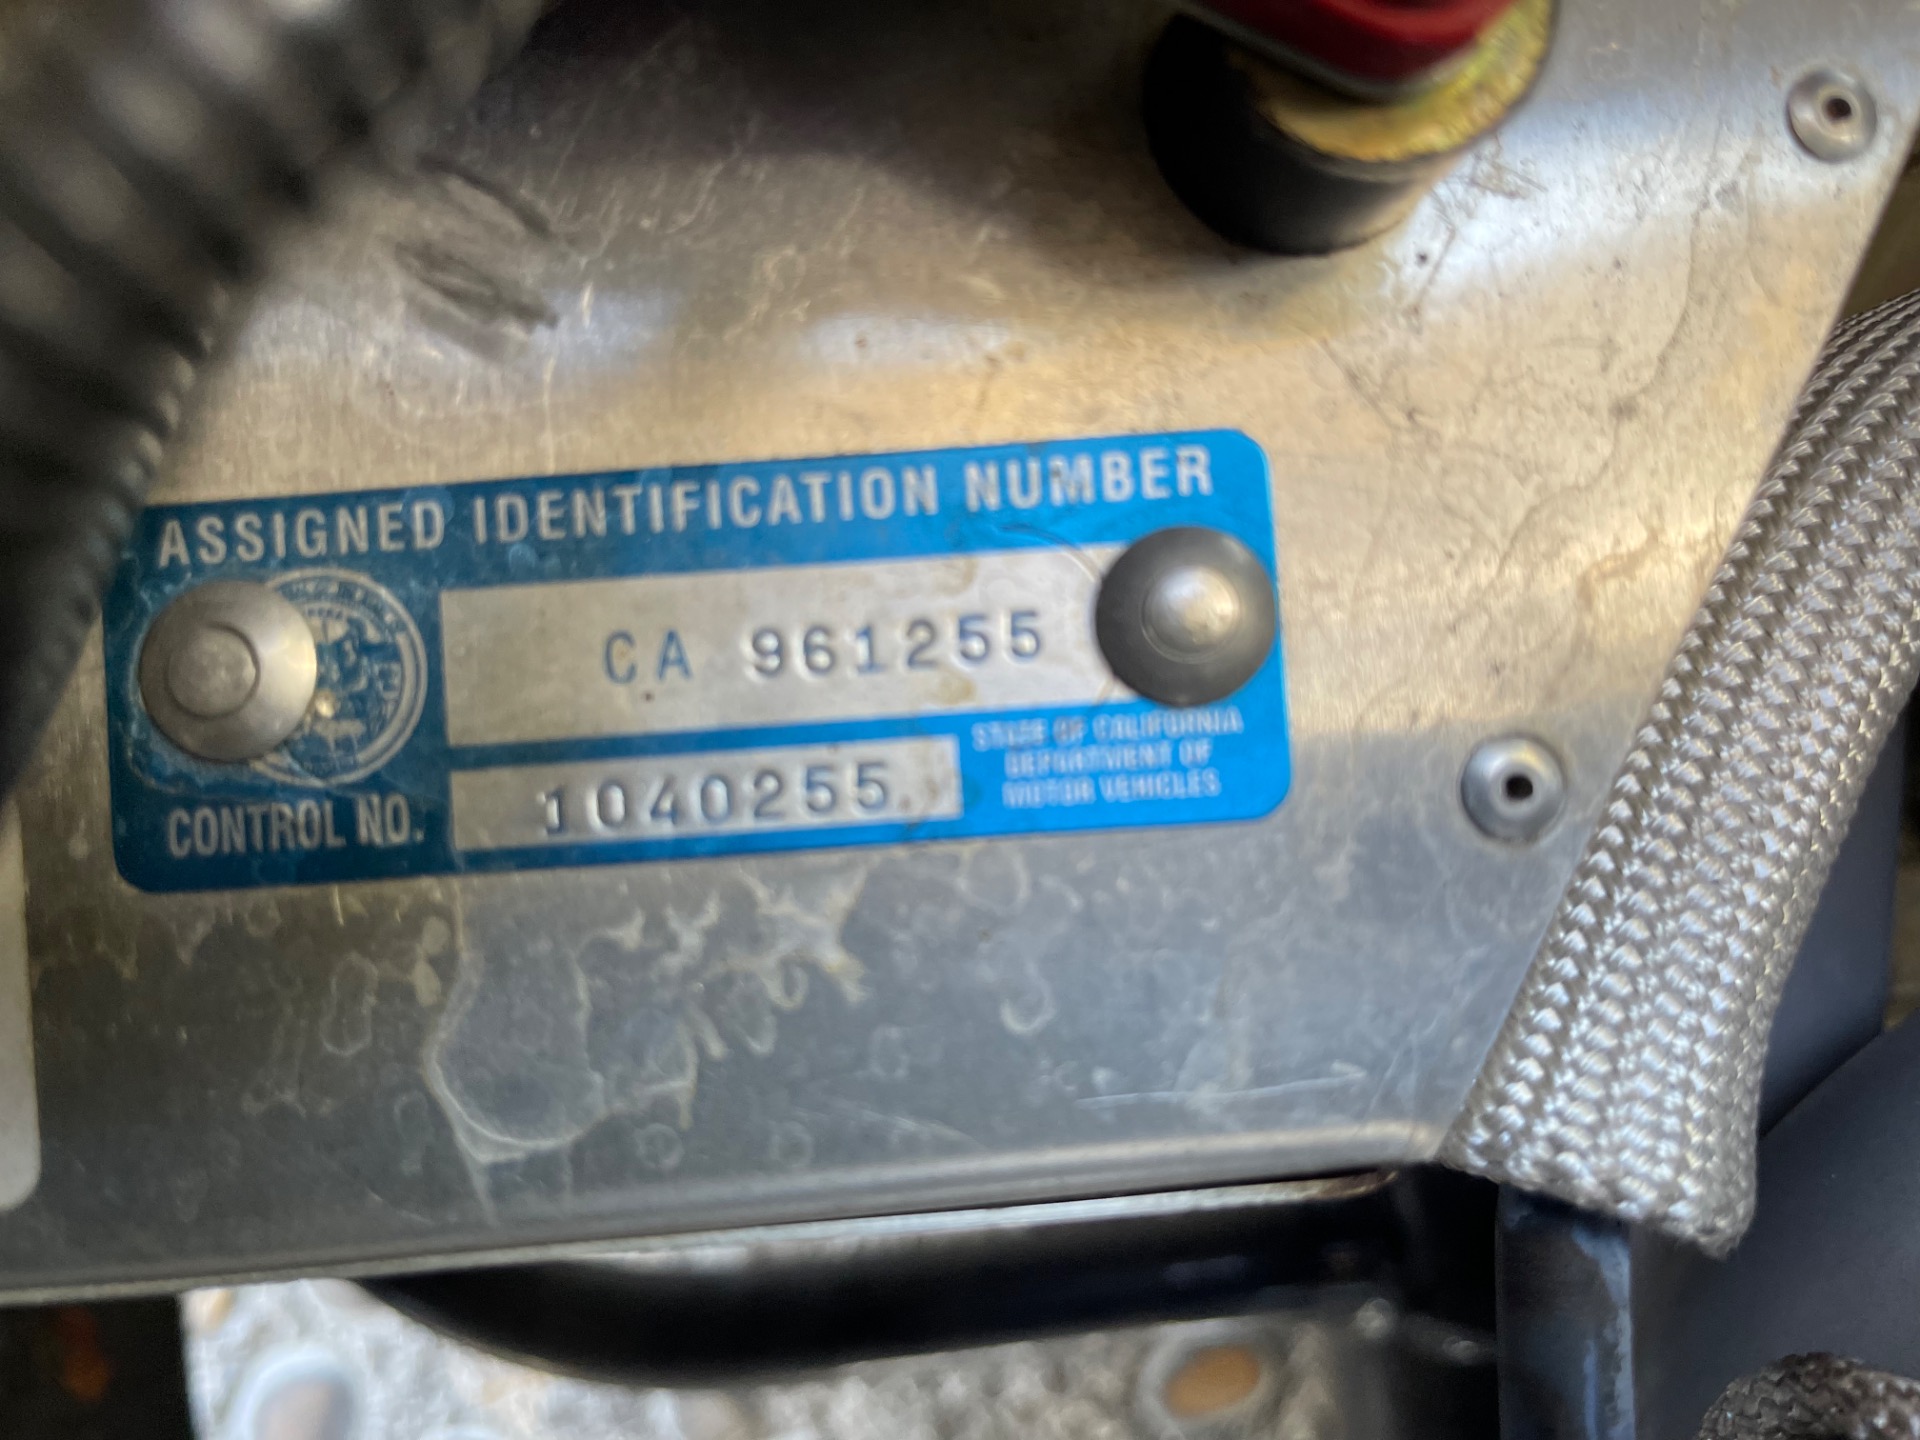 ASSIGNED IDENTIFICATION NUMBER
CA 961255
CONTROL NO. 1040255
STATE OF CALIFORNIA
DEPARTMENT OF
MOTOR VEHICLES